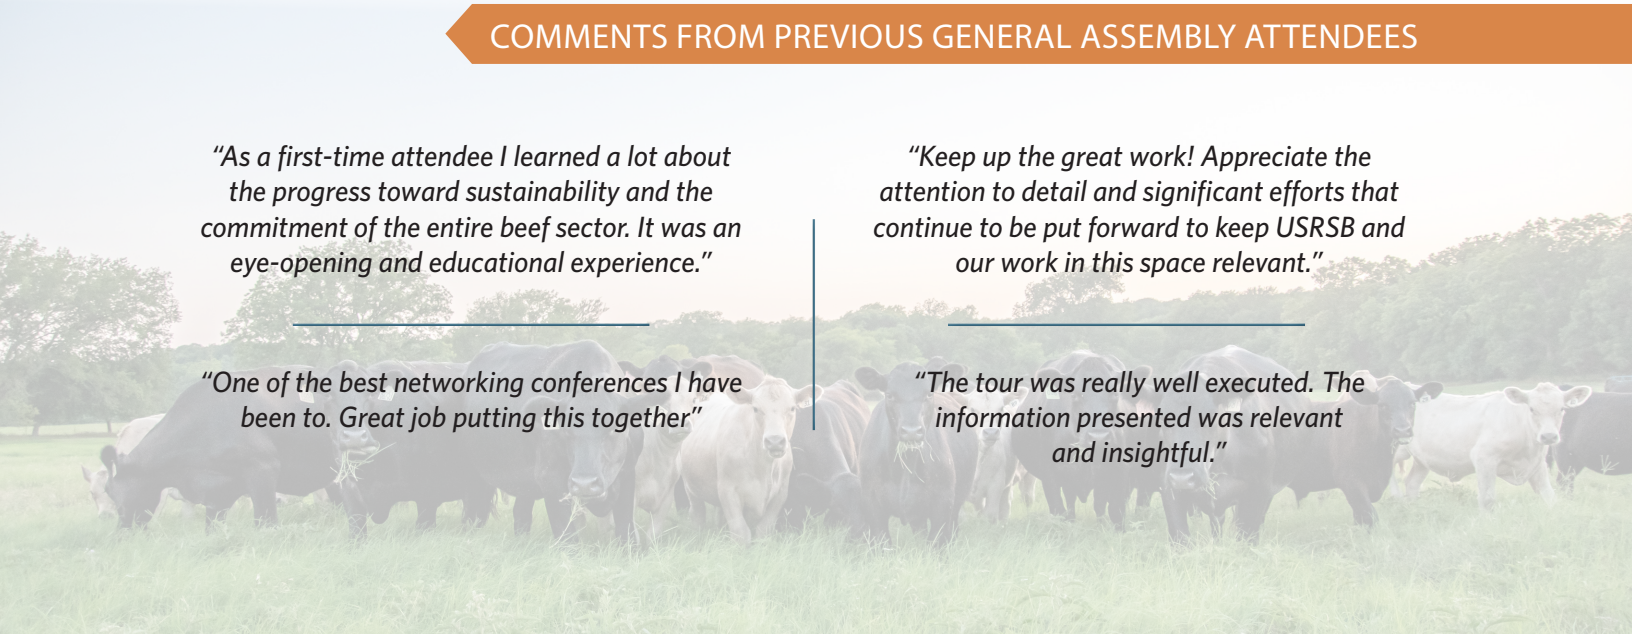 COMMENTS FROM PREVIOUS GENERAL ASSEMBLY ATTENDEES
“As a first-time attendee I learned a lot about
the progress toward sustainability and the
commitment of the entire beef sector. It was an
eye-opening and educational experience.”
“One of the best networking conferences I have
been to. Great job putting this together”
“Keep up the great work! Appreciate the
attention to detail and significant efforts that
continue to be put forward to keep USRSB and
our work in this space relevant.”
“The tour was really well executed. The
information presented was relevant
and insightful.”